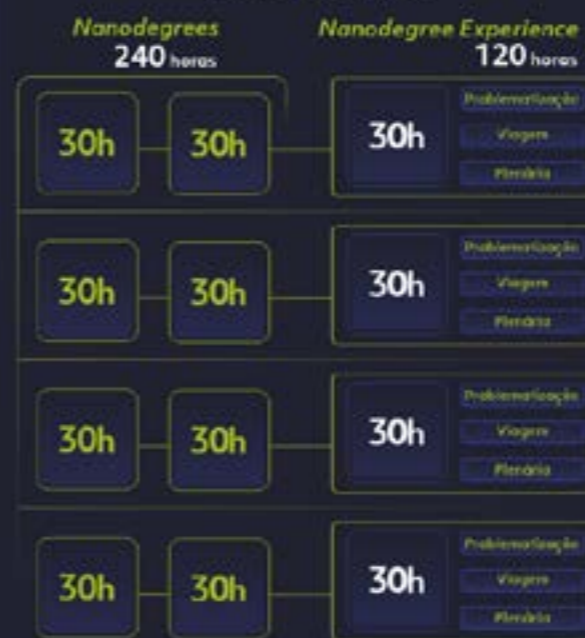 Nanodegrees
240 horas
Nanodegree Experience
120 horas
30h
30h
30h
Problematização
Viagem
Plenária
30h
30h
30h
Problematização
Viagem
Plenária
30h
30h
30h
Problematização
Viagem
Plenária
30h
30h
30h
Problematização
Viagem
Plenária